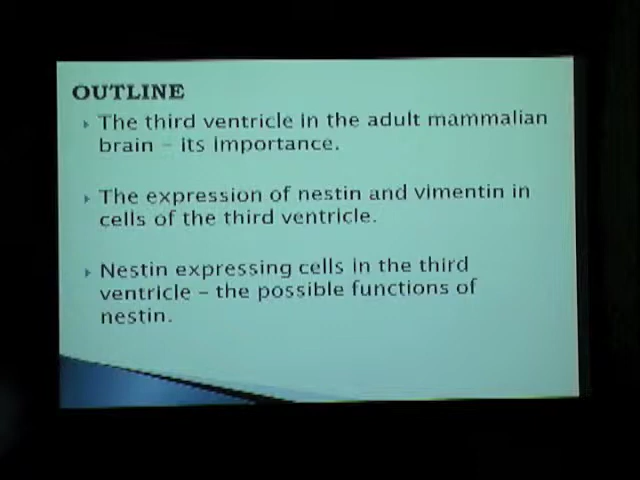 OUTLINE
The third ventricle in the adult mammalian
brain – its importance.
The expression of nestin and vimentin in
cells of the third ventricle.
Nestin expressing cells in the third
ventricle – the possible functions of
nestin.